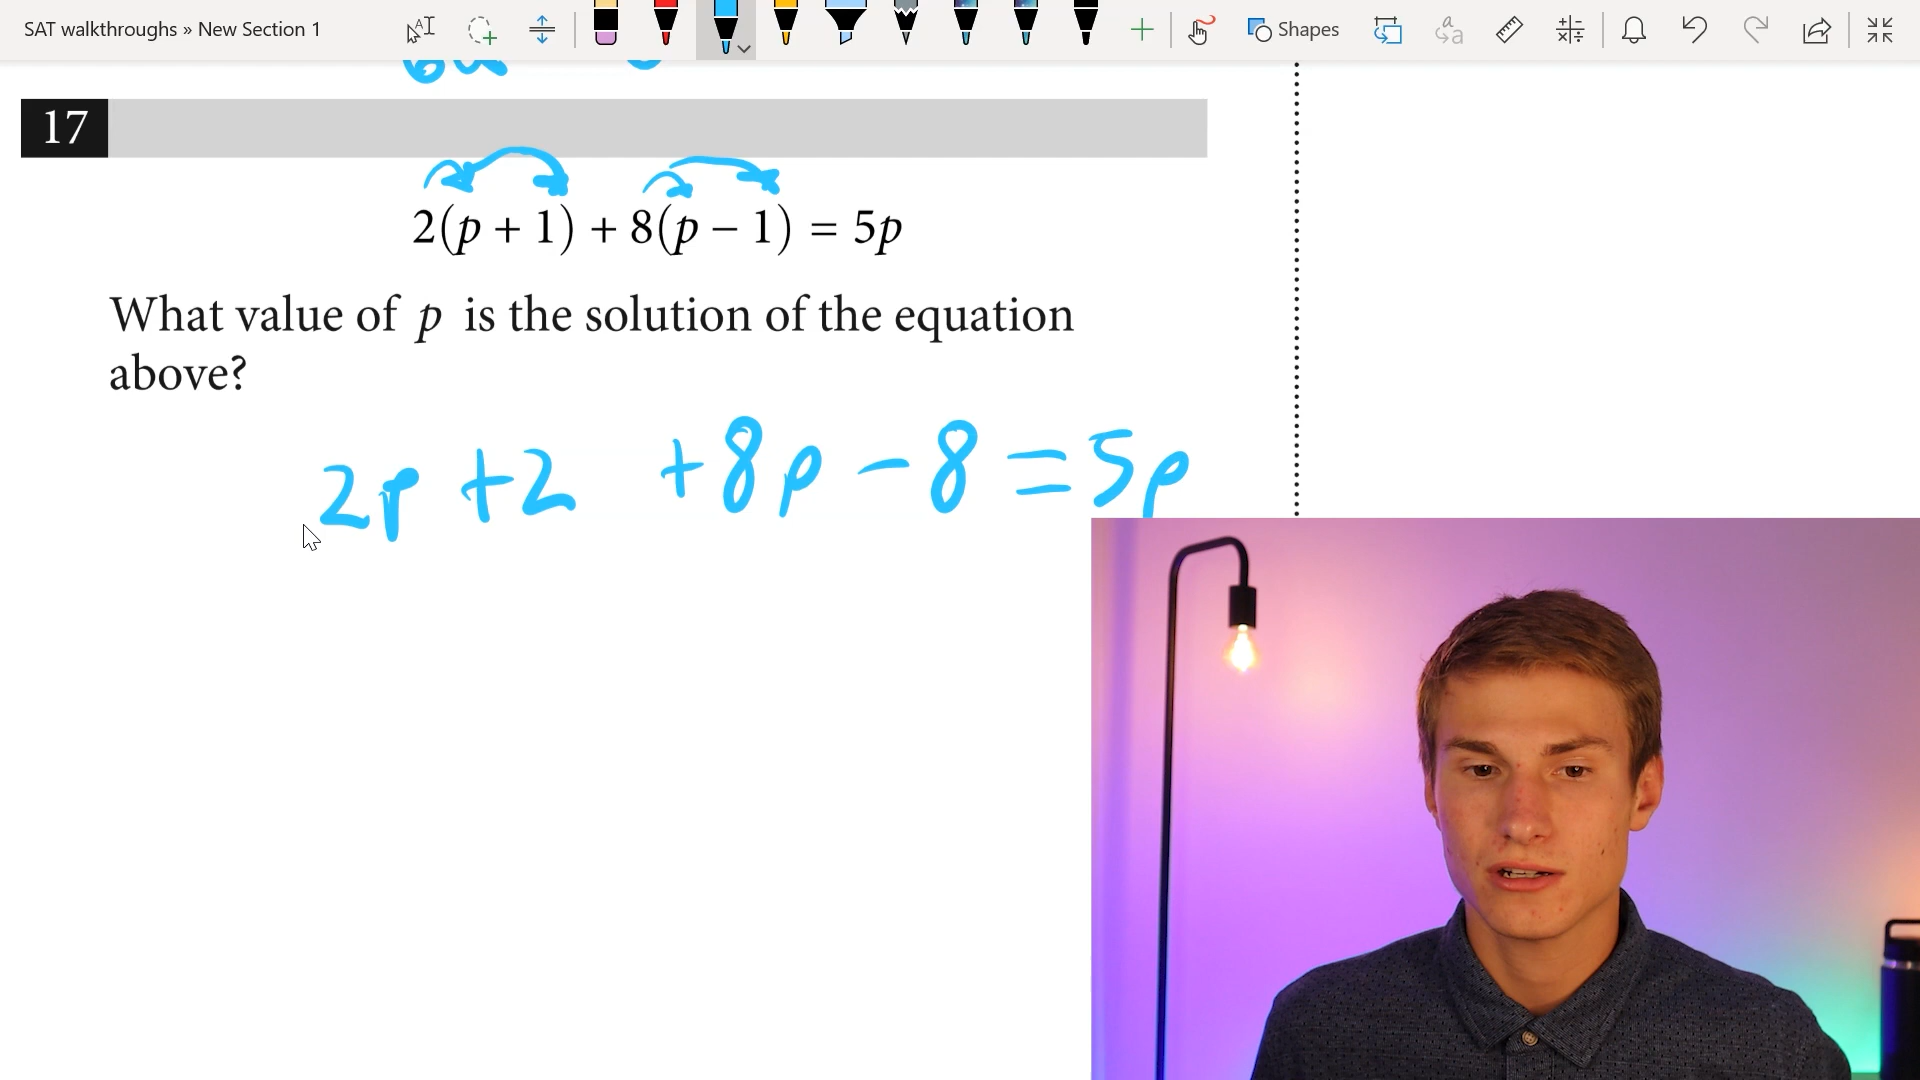 SAT walkthroughs » New Section 1
Shapes
17
2(p + 1) + 8(p − 1) = 5p
What value of p is the solution of the equation
above?
2p +2 +8p − 8 = 5p